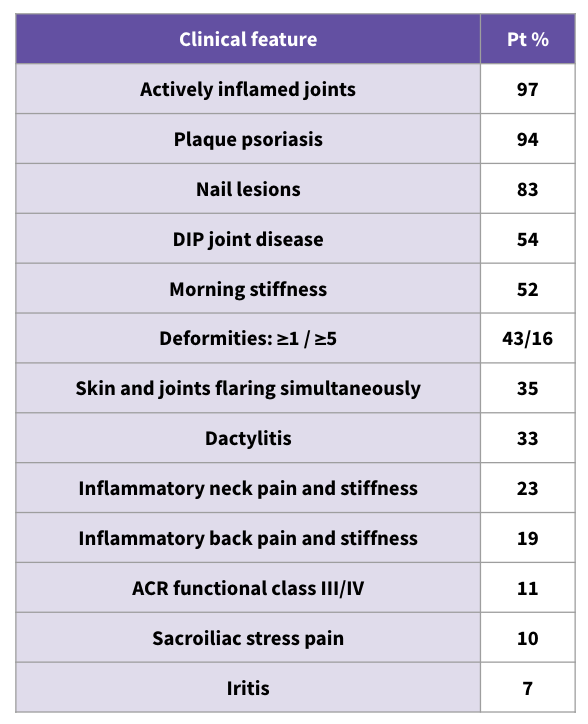 Clinical feature Pt %
Actively inflamed joints 97
Plaque psoriasis 94
Nail lesions 83
DIP joint disease 54
Morning stiffness 52
Deformities: ≥1 / ≥5 43/16
Skin and joints flaring simultaneously 35
Dactylitis 33
Inflammatory neck pain and stiffness 23
Inflammatory back pain and stiffness 19
ACR functional class III/IV 11
Sacroiliac stress pain 10
Iritis 7